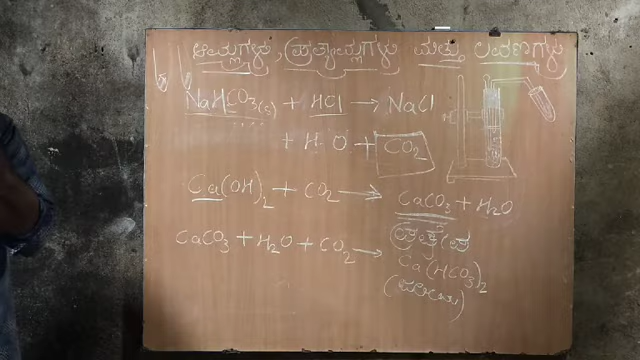 ಆಮ್ಲಗಳು, ಪ್ರತ್ಯಾಮ್ಲಗಳು ಮತ್ತು ಲವಣಗಳು
NaHCO₃(s) + HCl → NaCl
+ H₂O + CO₂
Ca(OH)₂ + CO₂ → CaCO₃ + H₂O
CaCO₃ + H₂O + CO₂ →
Ca(HCO₃)₂